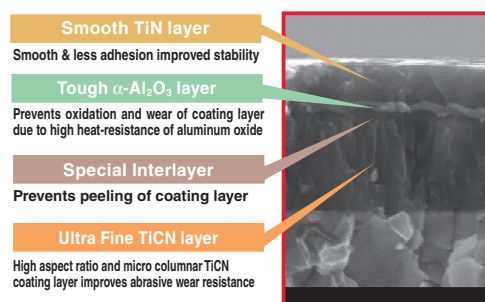 Smooth TiN layer
Smooth & less adhesion improved stability
Tough α-Al₂O₃ layer
Prevents oxidation and wear of coating layer
due to high heat-resistance of aluminum oxide
Special Interlayer
Prevents peeling of coating layer
Ultra Fine TiCN layer
High aspect ratio and micro columnar TiCN
coating layer improves abrasive wear resistance